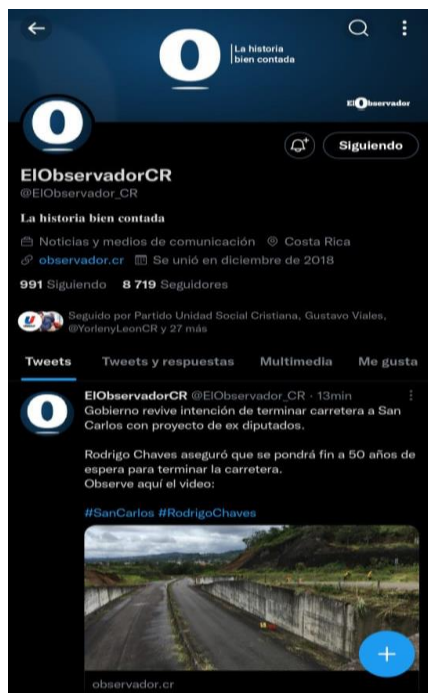 La historia
bien contada
ElObservador
ElObservadorCR
@ElObservador_CR
Siguiendo
La historia bien contada
Noticias y medios de comunicación Costa Rica
observador.cr Se unió en diciembre de 2018
991 Siguiendo 8 719 Seguidores
Seguido por Partido Unidad Social Cristiana, Gustavo Viales,
@YorlenyLeonCR y 27 más
Tweets Tweets y respuestas Multimedia Me gusta
ElObservadorCR @ElObservador_CR · 13min
Gobierno revive intención de terminar carretera a San
Carlos con proyecto de ex diputados.
Rodrigo Chaves aseguró que se pondrá fin a 50 años de
espera para terminar la carretera.
Observe aquí el video:
#SanCarlos #RodrigoChaves
observador.cr